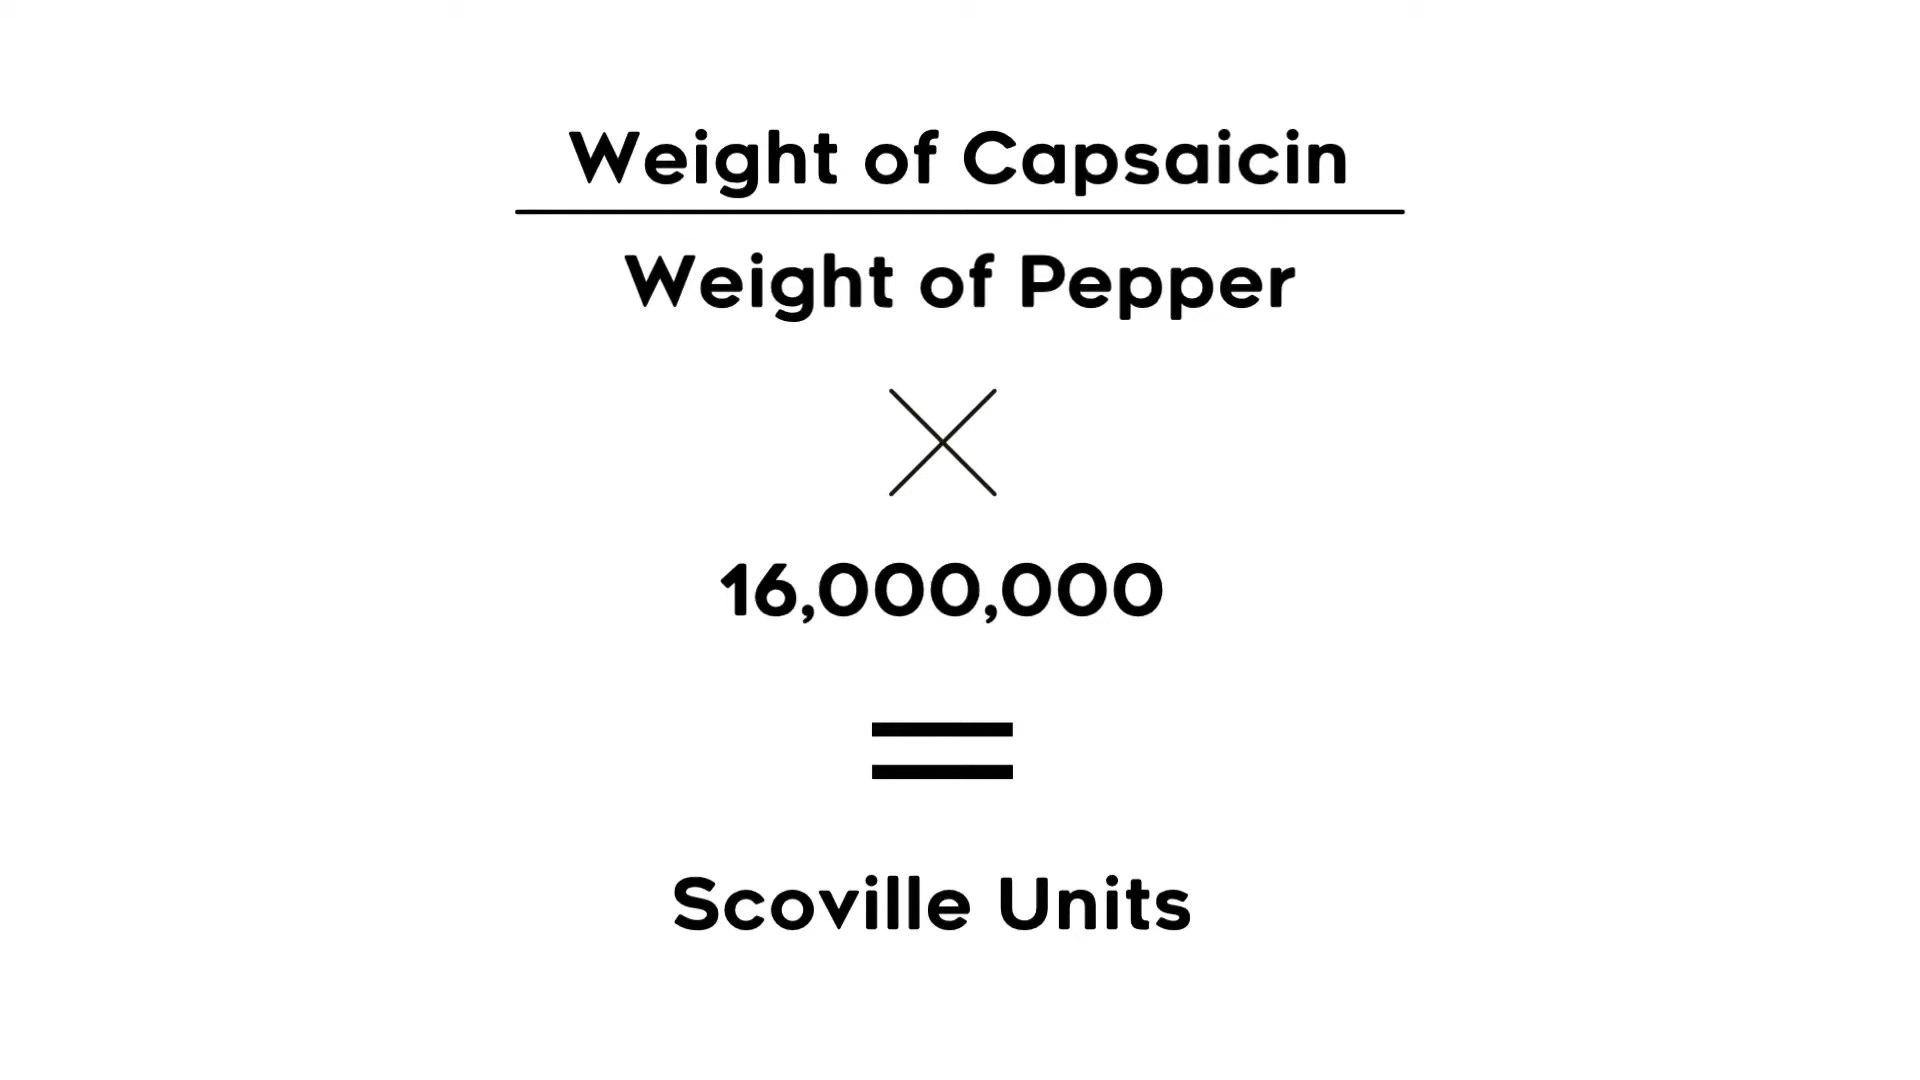 Weight of Capsaicin
Weight of Pepper
×
16,000,000
=
Scoville Units